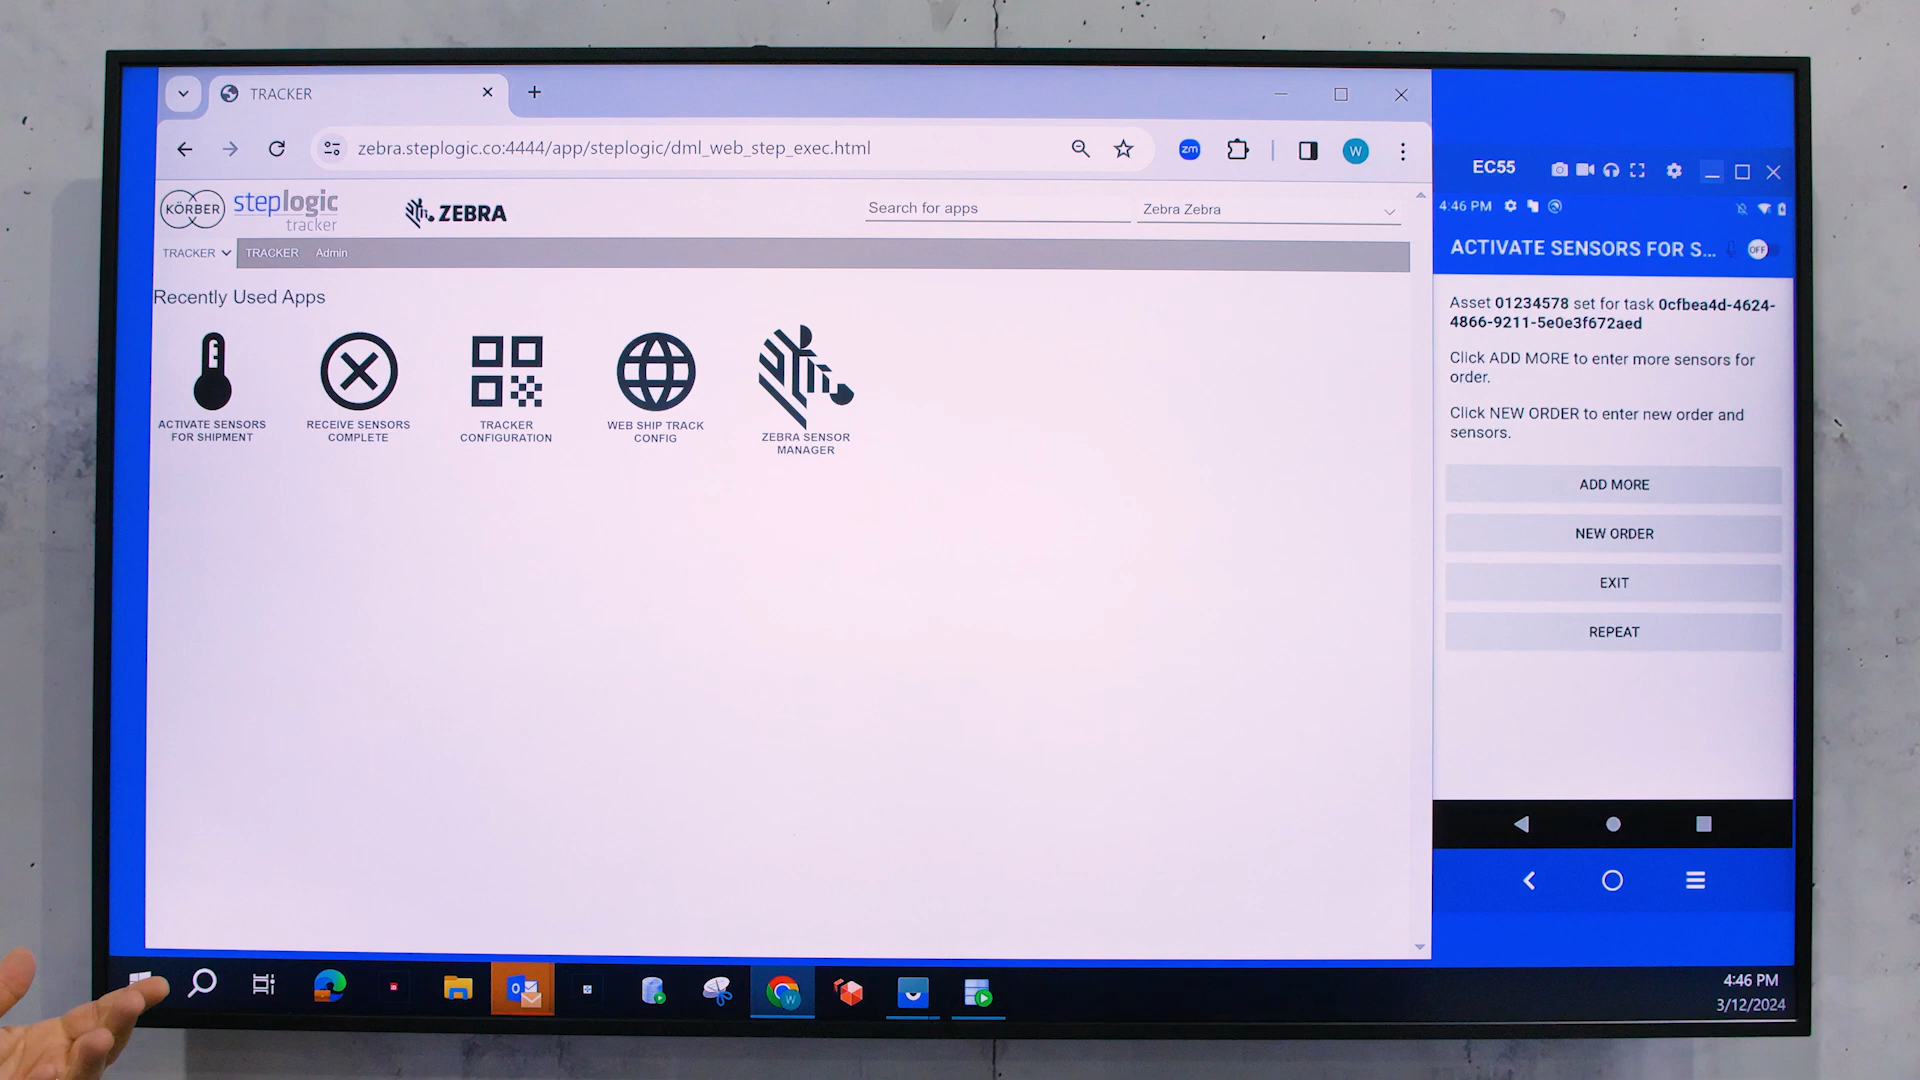 TRACKER
zebra.steplogic.co:4444/app/steplogic/dml_web_step_exec.html
zm
W
KÖRBER
steplogic
tracker
ZEBRA
Search for apps
Zebra Zebra
TRACKER
TRACKER
Admin
Recently Used Apps
ACTIVATE SENSORS
FOR SHIPMENT
RECEIVE SENSORS
COMPLETE
TRACKER
CONFIGURATION
WEB SHIP TRACK
CONFIG
ZEBRA SENSOR
MANAGER
EC55
4:46 PM
ACTIVATE SENSORS FOR S...
OFF
Asset 01234578 set for task 0cfbea4d-4624-
4866-9211-5e0e3f672aed
Click ADD MORE to enter more sensors for
order.
Click NEW ORDER to enter new order and
sensors.
ADD MORE
NEW ORDER
EXIT
REPEAT
4:46 PM
3/12/2024